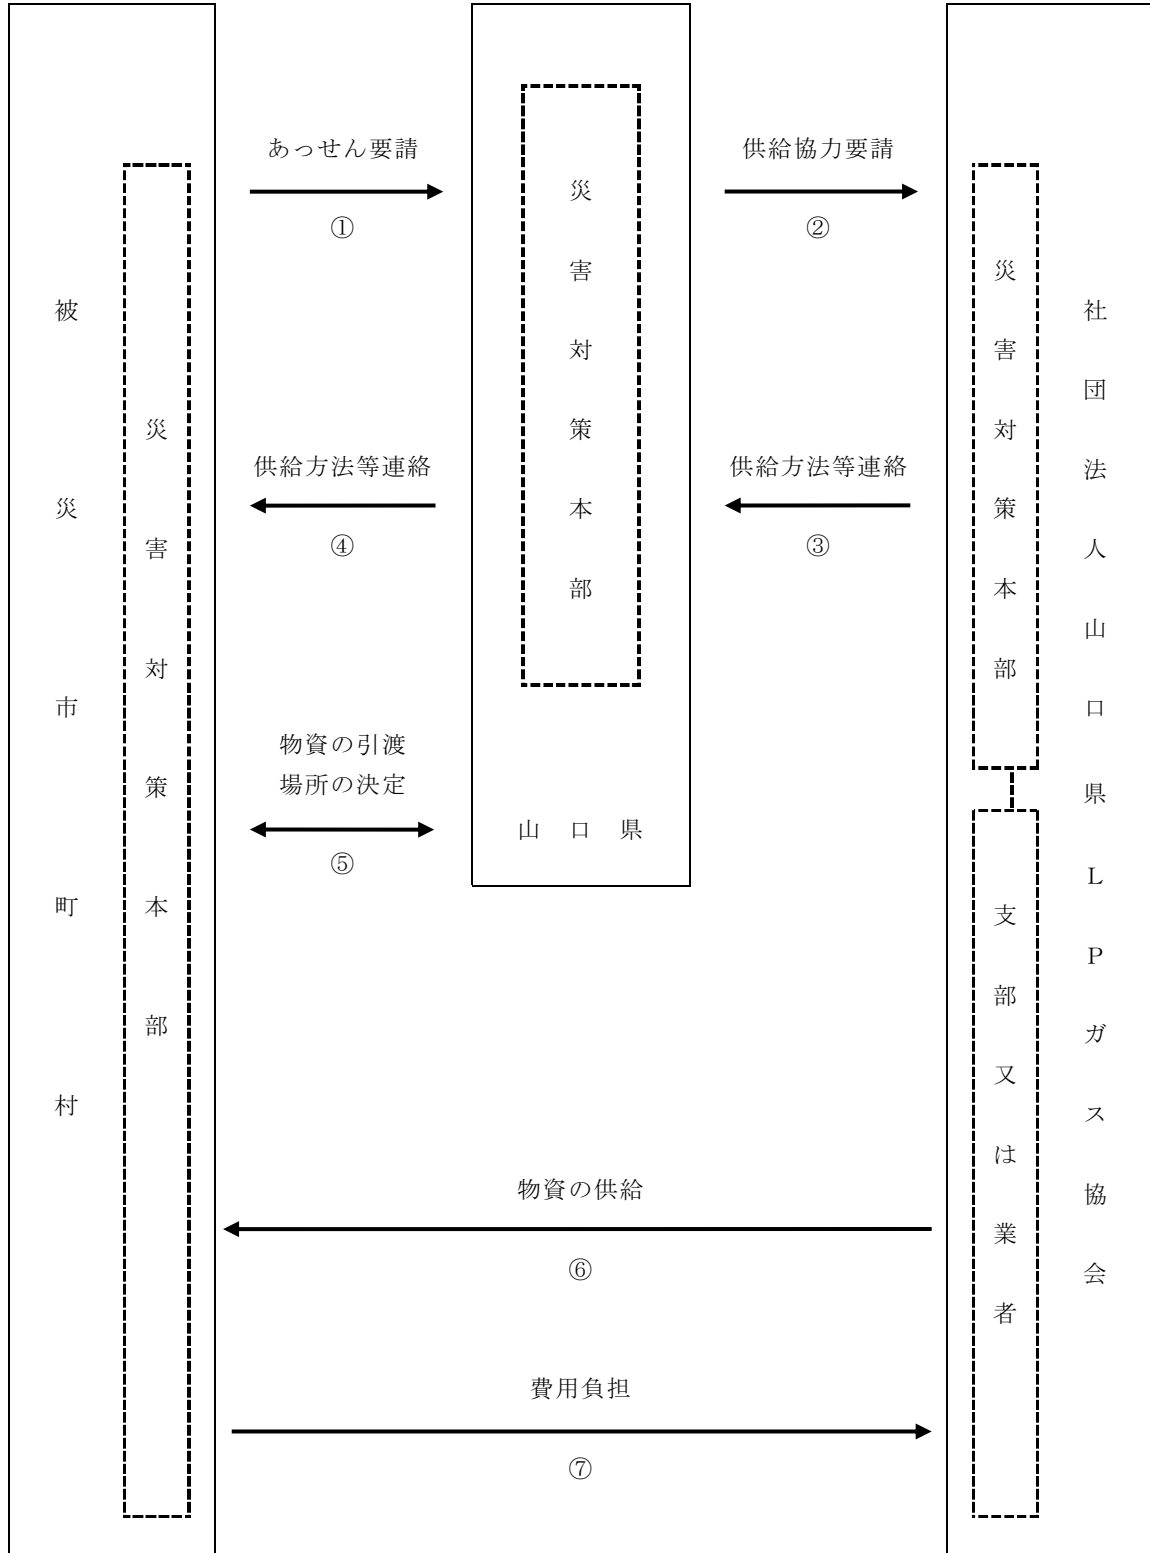 被災市町村
災害対策本部
あっせん要請
①
供給方法等連絡
④
物資の引渡
場所の決定
⑤
災害対策本部
山口県
供給協力要請
②
供給方法等連絡
③
災害対策本部
支部又は業者
社団法人山口県LPガス協会
物資の供給
⑥
費用負担
⑦